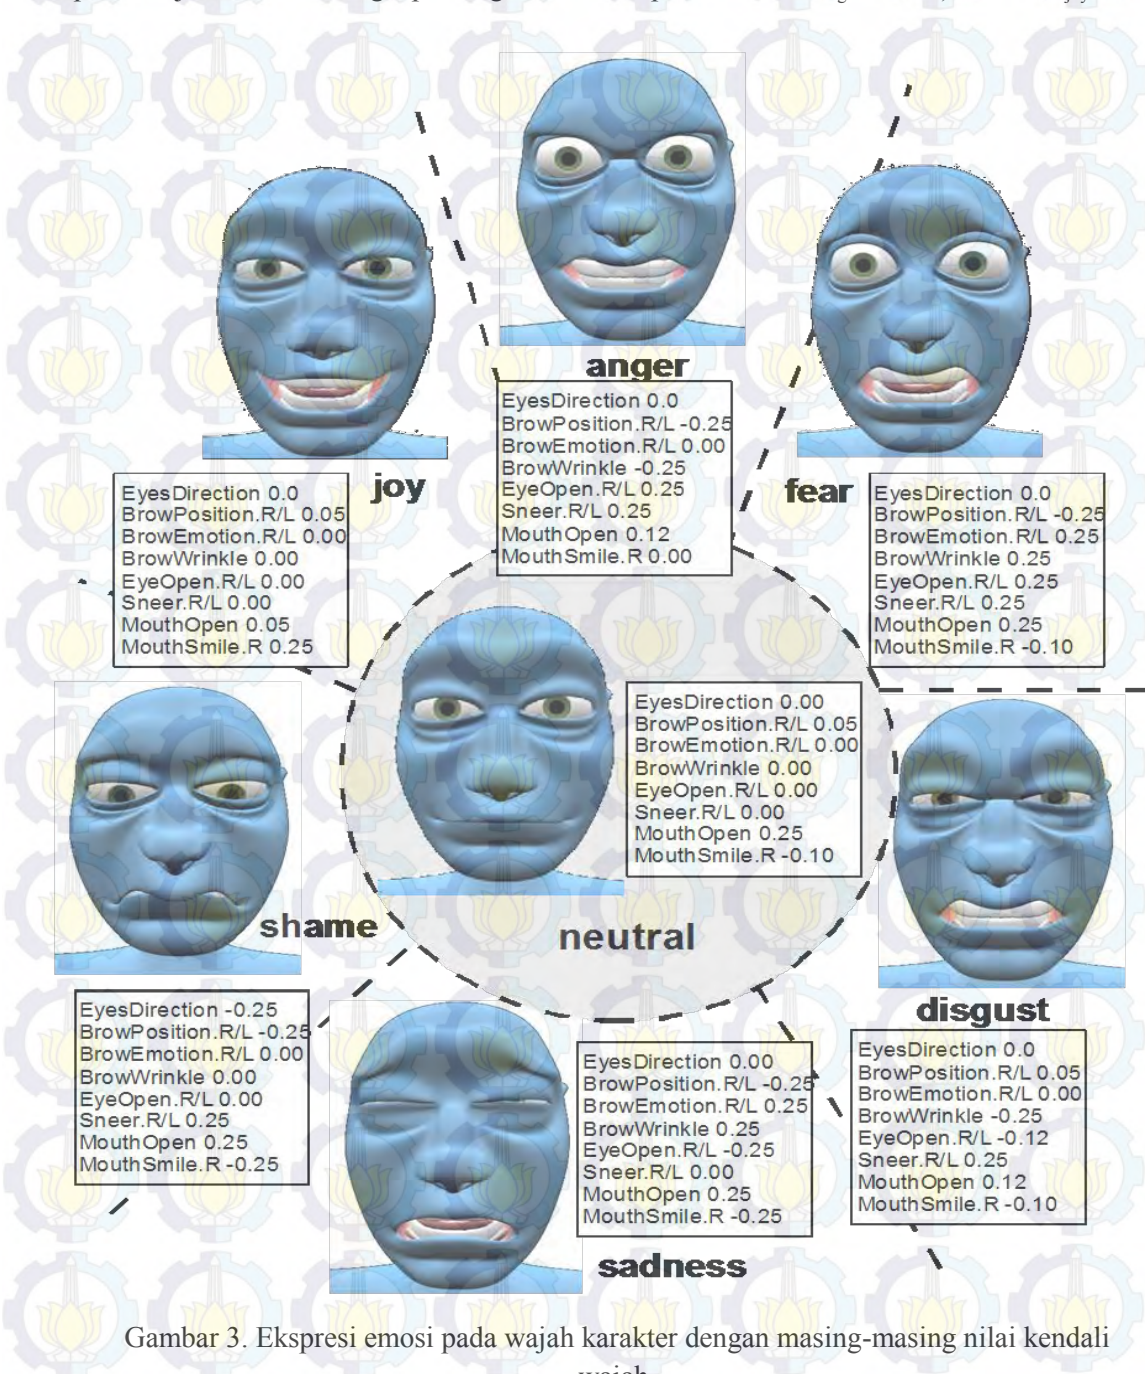 anger
EyesDirection 0.0
BrowPosition.R/L -0.25
BrowEmotion.R/L 0.00
BrowWrinkle -0.25
EyeOpen.R/L 0.25
Sneer.R/L 0.25
MouthOpen 0.12
MouthSmile.R 0.00
joy
EyesDirection 0.0
BrowPosition.R/L 0.05
BrowEmotion.R/L 0.00
BrowWrinkle 0.00
EyeOpen.R/L 0.00
Sneer.R/L 0.00
MouthOpen 0.05
MouthSmile.R 0.25
fear
EyesDirection 0.0
BrowPosition.R/L -0.25
BrowEmotion.R/L 0.25
BrowWrinkle 0.25
EyeOpen.R/L 0.25
Sneer.R/L 0.25
MouthOpen 0.25
MouthSmile.R -0.10
EyesDirection 0.00
BrowPosition.R/L 0.05
BrowEmotion.R/L 0.00
BrowWrinkle 0.00
EyeOpen.R/L 0.00
Sneer.R/L 0.00
MouthOpen 0.25
MouthSmile.R -0.10
neutral
shame
EyesDirection -0.25
BrowPosition.R/L -0.25
BrowEmotion.R/L 0.00
BrowWrinkle 0.00
EyeOpen.R/L 0.00
Sneer.R/L 0.25
MouthOpen 0.25
MouthSmile.R -0.25
EyesDirection 0.00
BrowPosition.R/L -0.25
BrowEmotion.R/L 0.25
BrowWrinkle 0.25
EyeOpen.R/L -0.25
Sneer.R/L 0.00
MouthOpen 0.25
MouthSmile.R -0.25
sadness
disgust
EyesDirection 0.0
BrowPosition.R/L 0.05
BrowEmotion.R/L 0.00
BrowWrinkle -0.25
EyeOpen.R/L -0.12
Sneer.R/L 0.25
MouthOpen 0.12
MouthSmile.R -0.10
Gambar 3. Ekspresi emosi pada wajah karakter dengan masing-masing nilai kendali
wajah